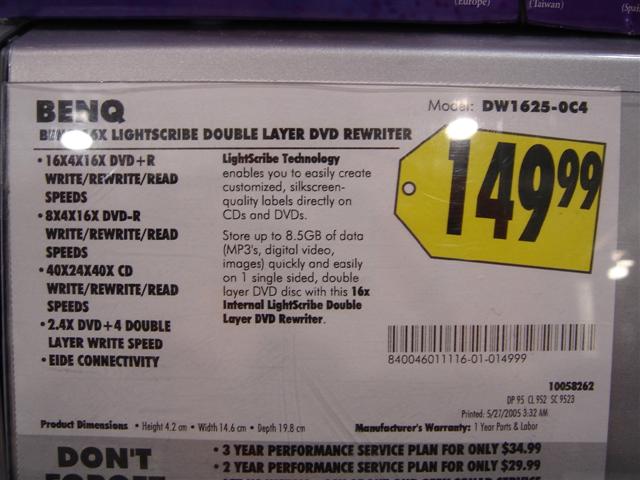 (Europe)
(Taiwan)
BENQ
Model: DW1625-0C4
16X LIGHTSCRIBE DOUBLE LAYER DVD REWRITER
149⁹⁹
• 16X4X16X DVD+R
WRITE/REWRITE/READ
SPEEDS
• 8X4X16X DVD-R
WRITE/REWRITE/READ
SPEEDS
• 40X24X40X CD
WRITE/REWRITE/READ
SPEEDS
• 2.4X DVD+4 DOUBLE
LAYER WRITE SPEED
• EIDE CONNECTIVITY
LightScribe Technology
enables you to easily create
customized, silkscreen-
quality labels directly on
CDs and DVDs.
Store up to 8.5GB of data
(MP3's, digital video,
images) quickly and easily
on 1 single sided, double
layer DVD disc with this 16x
Internal LightScribe Double
Layer DVD Rewriter.
840046011116-01-014999
10058262
DP 95 CL 952 SC 9523
Printed: 5/27/2005 3:32 AM
Product Dimensions • Height 4.2 cm • Width 14.6 cm • Depth 19.8 cm
Manufacturer's Warranty: 1 Year Parts & Labor
DON'T
• 3 YEAR PERFORMANCE SERVICE PLAN FOR ONLY $34.99
• 2 YEAR PERFORMANCE SERVICE PLAN FOR ONLY $29.99